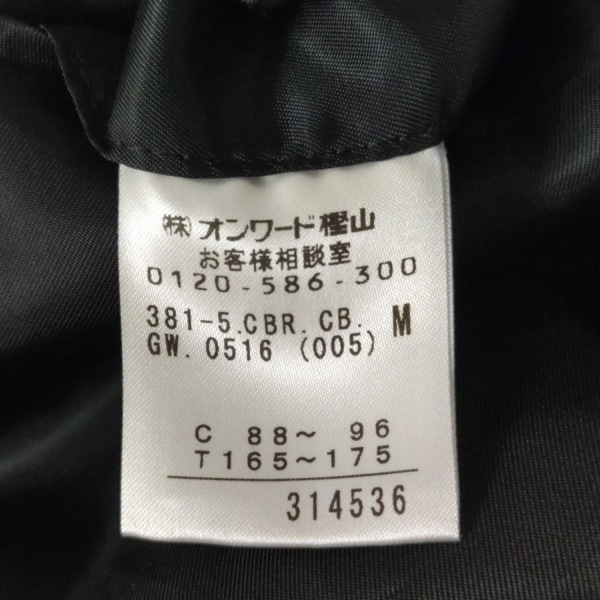 ㈱オンワード樫山
お客様相談室
0120-586-300
381-5.CBR.CB. M
GW.0516 (005)
C 88～ 96
T 165～175
314536